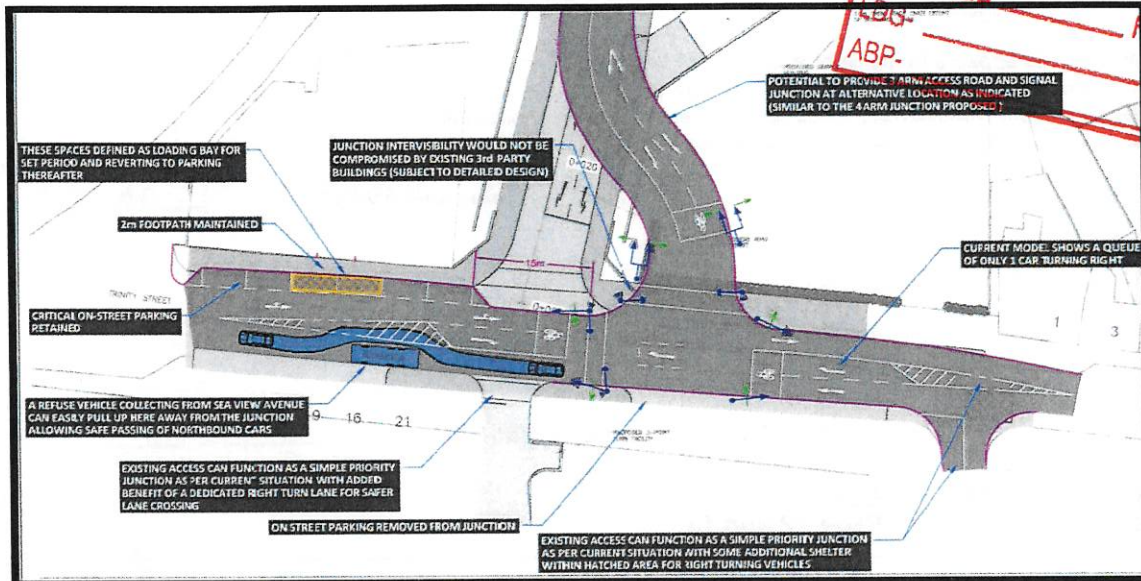 LBG-
ABP-
POTENTIAL TO PROVIDE 3 ARM ACCESS ROAD AND SIGNAL
JUNCTION AT ALTERNATIVE LOCATION AS INDICATED
(SIMILAR TO THE 4 ARM JUNCTION PROPOSED)
THESE SPACES DEFINED AS LOADING BAY FOR
SET PERIOD AND REVERTING TO PARKING
THEREAFTER
JUNCTION INTERVISIBILITY WOULD NOT BE
COMPROMISED BY EXISTING 3rd PARTY
BUILDINGS (SUBJECT TO DETAILED DESIGN)
0+020
2m FOOTPATH MAINTAINED
CURRENT MODEL SHOWS A QUEUE
OF ONLY 1 CAR TURNING RIGHT
15m
TRINITY STREET
CRITICAL ON-STREET PARKING
RETAINED
1
3
A REFUSE VEHICLE COLLECTING FROM SEA VIEW AVENUE
CAN EASILY PULL UP HERE AWAY FROM THE JUNCTION
ALLOWING SAFE PASSING OF NORTHBOUND CARS
9
16
21
EXISTING ACCESS CAN FUNCTION AS A SIMPLE PRIORITY
JUNCTION AS PER CURRENT SITUATION WITH ADDED
BENEFIT OF A DEDICATED RIGHT TURN LANE FOR SAFER
LANE CROSSING
ON STREET PARKING REMOVED FROM JUNCTION
EXISTING ACCESS CAN FUNCTION AS A SIMPLE PRIORITY JUNCTION
AS PER CURRENT SITUATION WITH SOME ADDITIONAL SHELTER
WITHIN HATCHED AREA FOR RIGHT TURNING VEHICLES